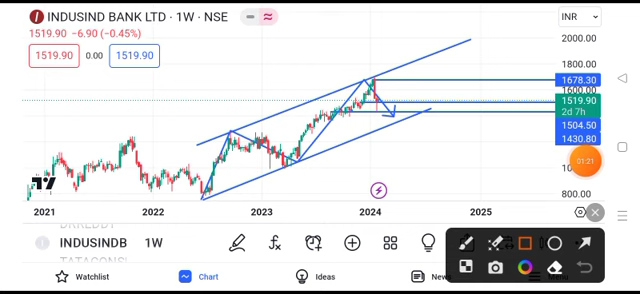 INDUSIND BANK LTD · 1W · NSE
INR
1519.90 −6.90 (−0.45%)
1519.90 0.00 1519.90
2000.00
1800.00
1678.30
1600.00
1519.90
2d 7h
1504.50
1430.80
01:21
800.00
2021 2022 2023 2024 2025
INDUSINDB 1W
Watchlist Chart Ideas News